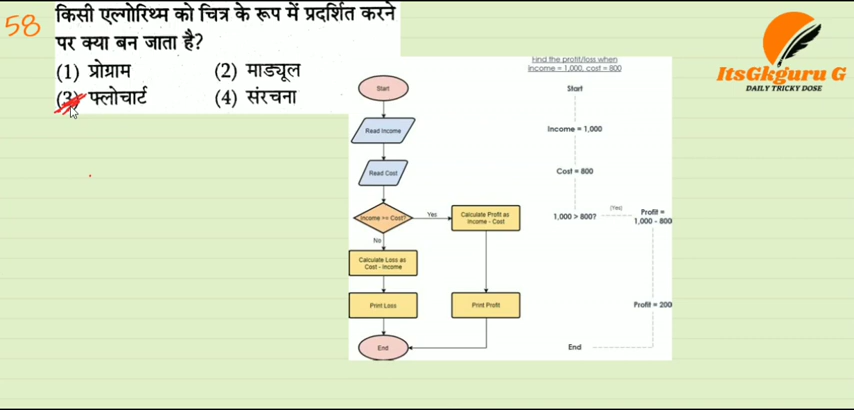 58
किसी एल्गोरिथ्म को चित्र के रूप में प्रदर्शित करने
पर क्या बन जाता है?
(1) प्रोग्राम (2) माड्यूल
(3) फ्लोचार्ट (4) संरचना
ItsGkguru G
DAILY TRICKY DOSE
Find the profit/loss when
income = 1,000, cost = 800
Start
Start
Read Income
Income = 1,000
Read Cost
Cost = 800
Income >= Cost?
Yes
Calculate Profit as
Income - Cost
1,000 > 800?
[Yes]
Profit =
1,000 - 800
No
Calculate Loss as
Cost - Income
Print Loss
Print Profit
Profit = 200
End
End